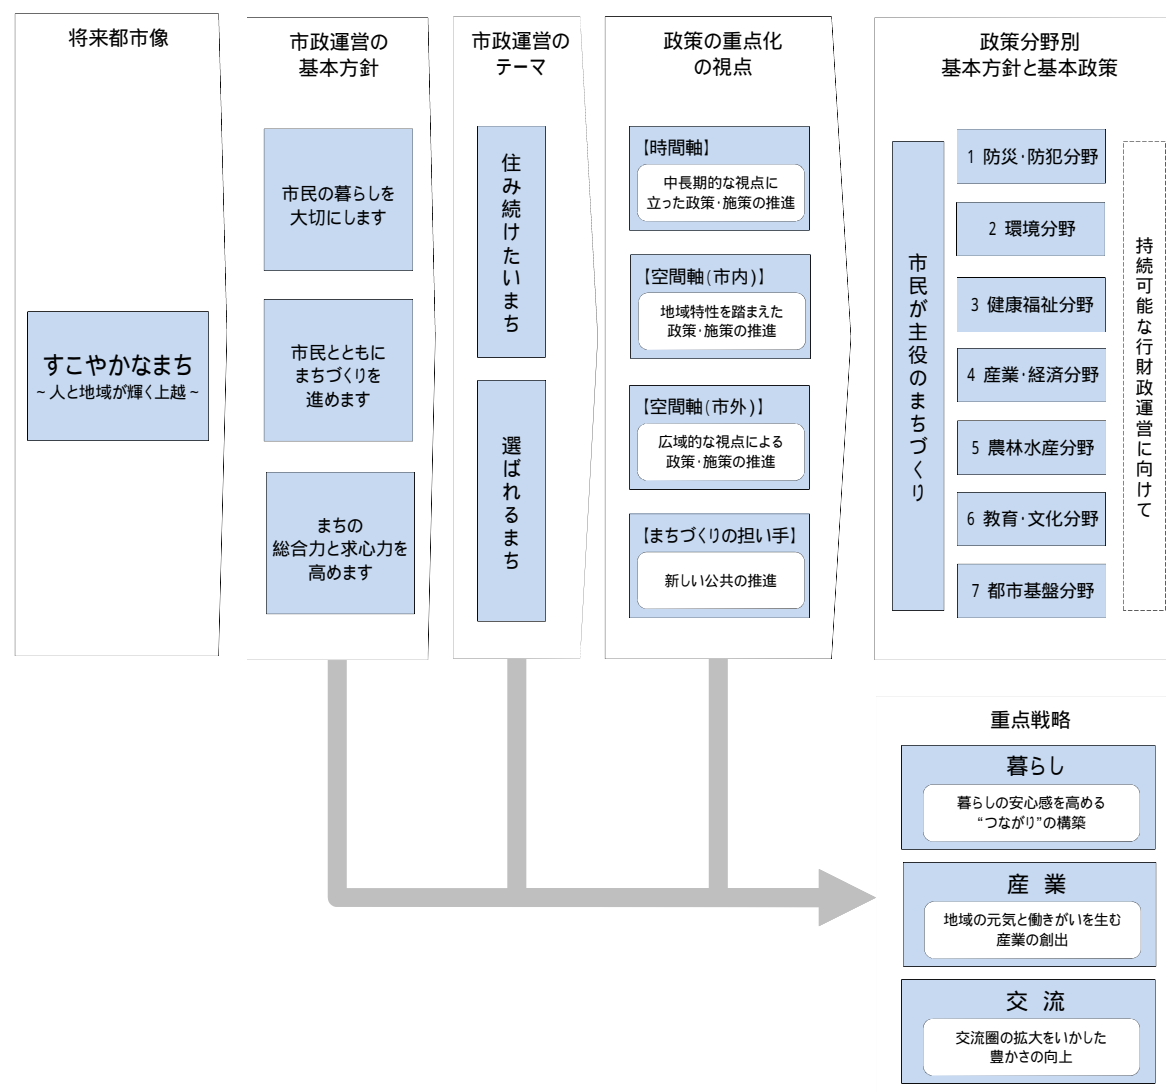 将来都市像
すこやかなまち
~人と地域が輝く上越~
市政運営の
基本方針
市民の暮らしを
大切にします
市民とともに
まちづくりを
進めます
まちの
総合力と求心力を
高めます
市政運営の
テーマ
住み続けたいまち
選ばれるまち
政策の重点化
の視点
【時間軸】
中長期的な視点に
立った政策・施策の推進
【空間軸(市内)】
地域特性を踏まえた
政策・施策の推進
【空間軸(市外)】
広域的な視点による
政策・施策の推進
【まちづくりの担い手】
新しい公共の推進
政策分野別
基本方針と基本政策
市民が主役のまちづくり
1 防災・防犯分野
2 環境分野
3 健康福祉分野
4 産業・経済分野
5 農林水産分野
6 教育・文化分野
7 都市基盤分野
持続可能な行財政運営に向けて
重点戦略
暮らし
暮らしの安心感を高める
“つながり”の構築
産 業
地域の元気と働きがいを生む
産業の創出
交 流
交流圏の拡大をいかした
豊かさの向上